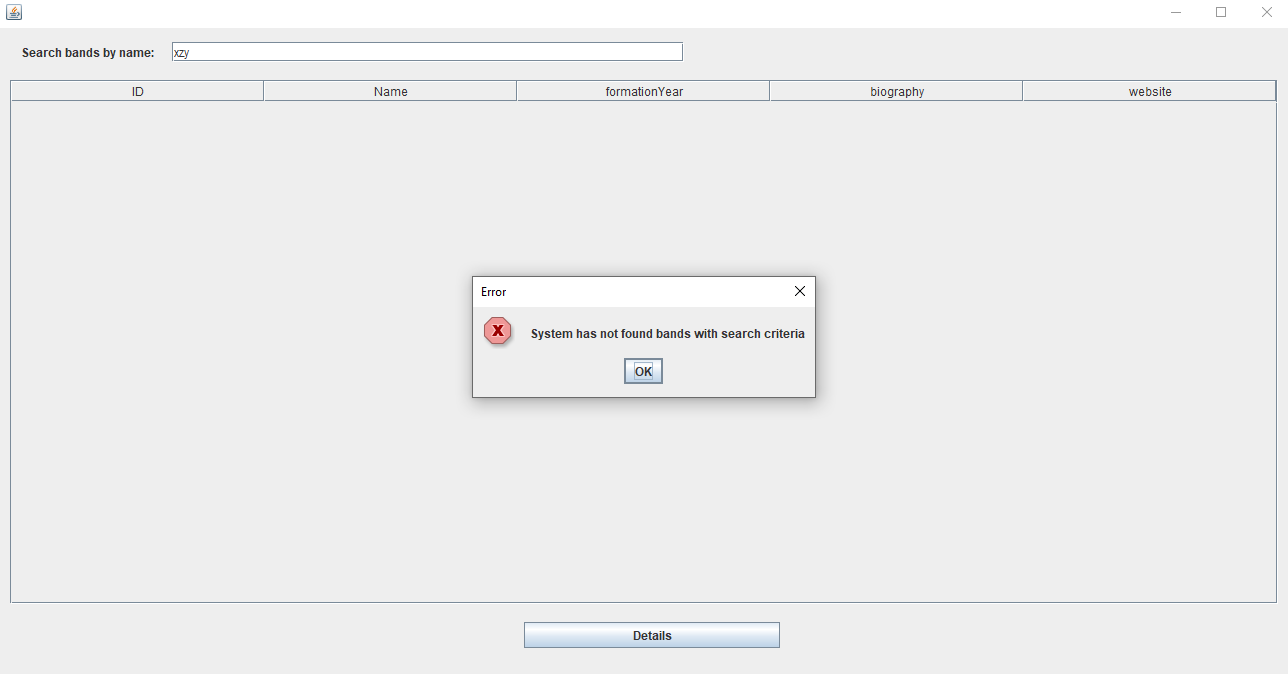 Search bands by name: xzy
ID Name formationYear biography website
Error
X
System has not found bands with search criteria
OK
Details